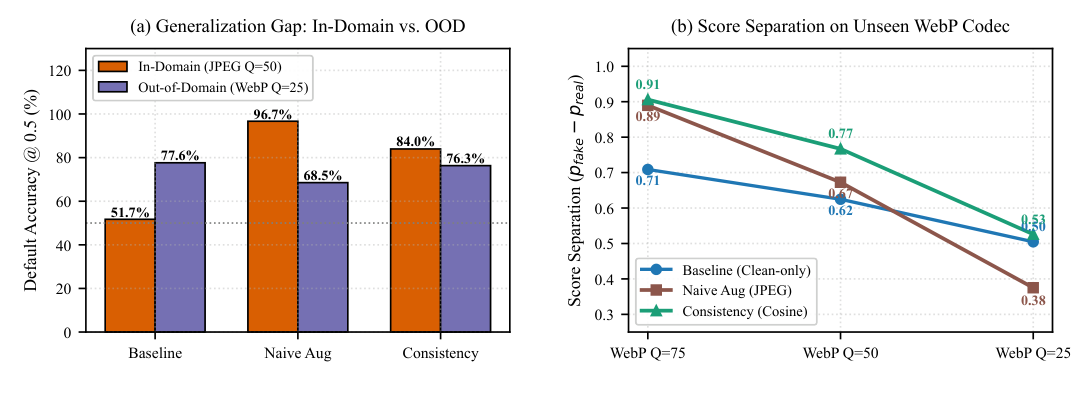 (a) Generalization Gap: In-Domain vs. OOD
Default Accuracy @ 0.5 (%)
120
100
80
60
40
20
0
In-Domain (JPEG Q=50)
Out-of-Domain (WebP Q=25)
51.7%
77.6%
96.7%
68.5%
84.0%
76.3%
Baseline
Naive Aug
Consistency
(b) Score Separation on Unseen WebP Codec
Score Separation (p_fake − p_real)
1.0
0.9
0.8
0.7
0.6
0.5
0.4
0.3
0.91
0.89
0.71
0.77
0.67
0.62
0.53
0.50
0.38
Baseline (Clean-only)
Naive Aug (JPEG)
Consistency (Cosine)
WebP Q=75
WebP Q=50
WebP Q=25